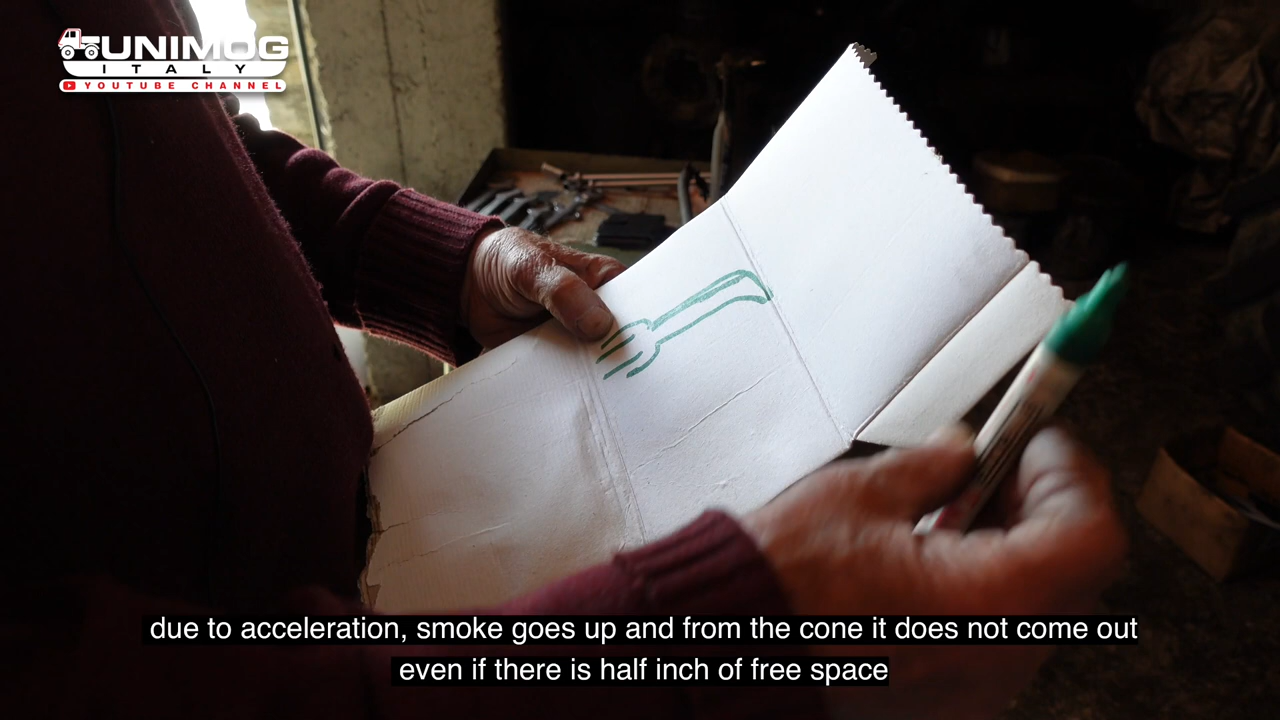 UNIMOG
ITALY
YOUTUBE CHANNEL
due to acceleration, smoke goes up and from the cone it does not come out
even if there is half inch of free space